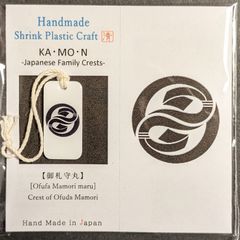 Handmade
Shrink Plastic Craft
KA・MO・N
-Japanese Family Crests-
【御札守丸】
[Ofufa Mamori maru]
Crest of Ofuda Mamori
Hand Made in Japan